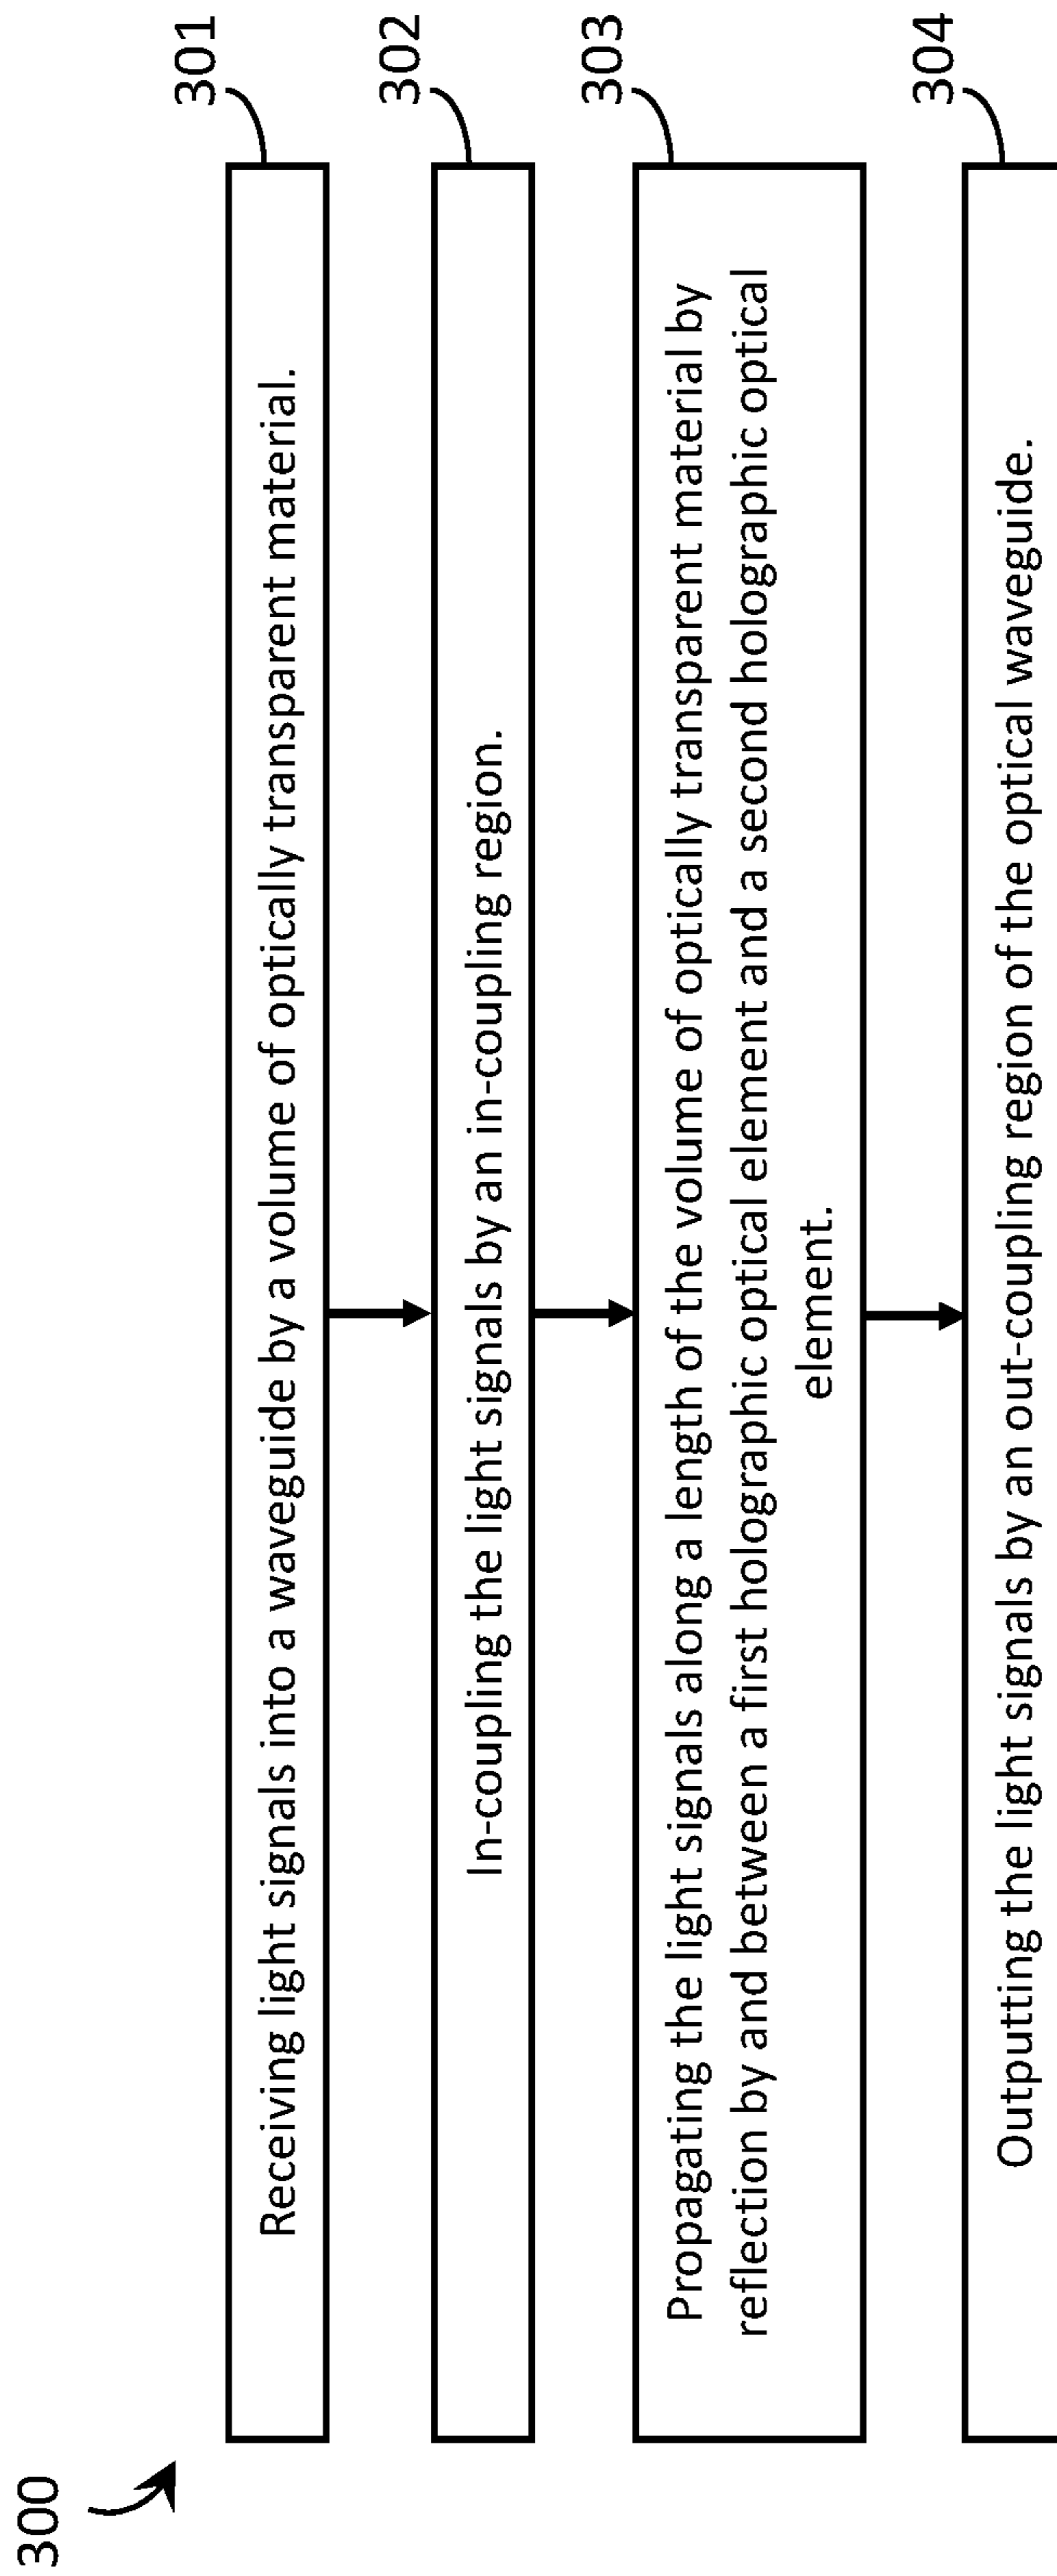 300
301
Receiving light signals into a waveguide by a volume of optically transparent material.
302
In-coupling the light signals by an in-coupling region.
303
Propagating the light signals along a length of the volume of optically transparent material by
reflection by and between a first holographic optical element and a second holographic optical
element.
304
Outputting the light signals by an out-coupling region of the optical waveguide.